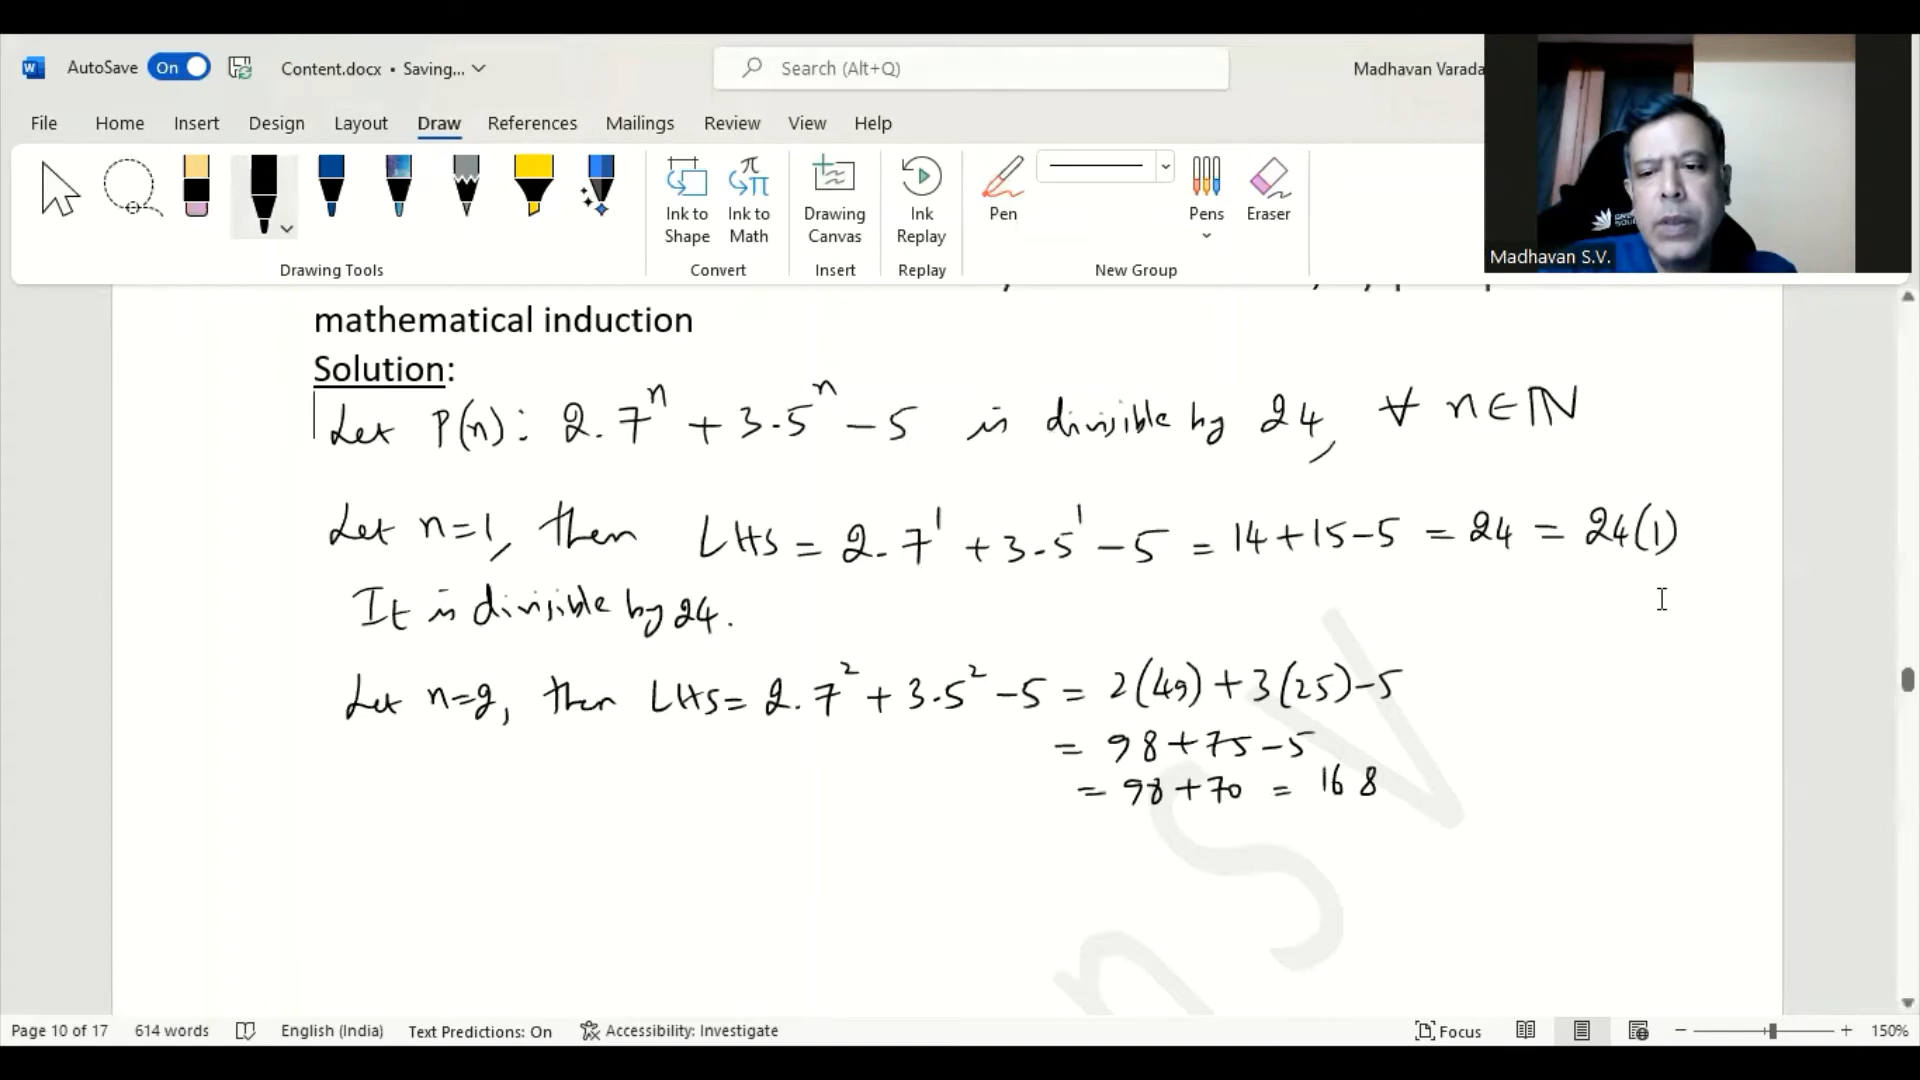 AutoSave On Content.docx • Saving... Search (Alt+Q) Madhavan Varada
File Home Insert Design Layout Draw References Mailings Review View Help
Ink to Shape Ink to Math Drawing Canvas Ink Replay Pen Pens Eraser
Drawing Tools Convert Insert Replay New Group
Madhavan S.V.
mathematical induction
Solution:
Let P(n): 2.7^n + 3.5^n - 5 is divisible by 24, ∀ n∈ℕ
Let n=1, then LHS = 2.7^1 + 3.5^1 - 5 = 14+15-5 = 24 = 24(1)
It is divisible by 24.
Let n=2, then LHS = 2.7^2 + 3.5^2 - 5 = 2(49)+3(25)-5
= 98+75-5
= 98+70 = 168
n SV
Page 10 of 17 614 words English (India) Text Predictions: On Accessibility: Investigate Focus 150%